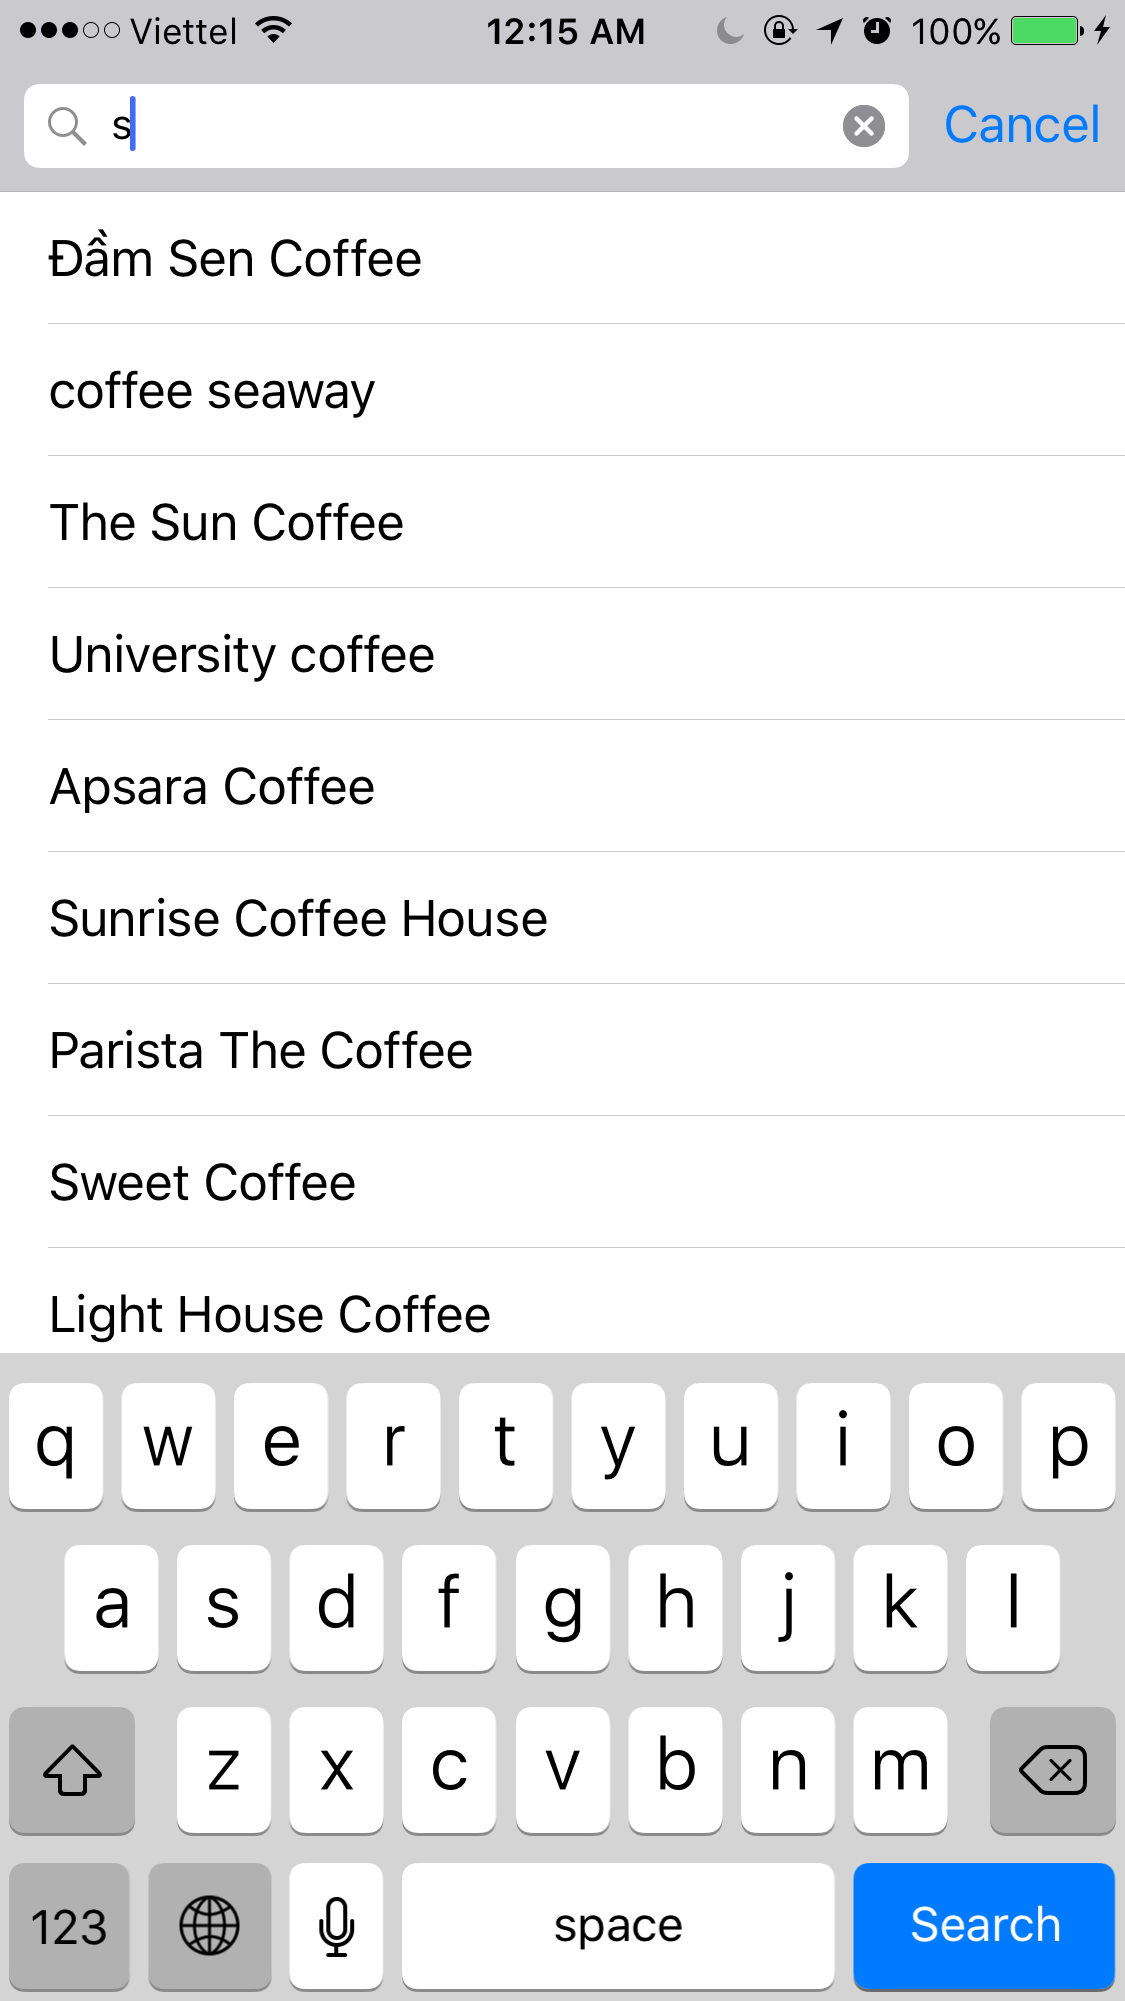 Viettel 12:15 AM 100%
s Cancel
Đầm Sen Coffee
coffee seaway
The Sun Coffee
University coffee
Apsara Coffee
Sunrise Coffee House
Parista The Coffee
Sweet Coffee
Light House Coffee
q w e r t y u i o p
a s d f g h j k l
z x c v b n m
123 space Search